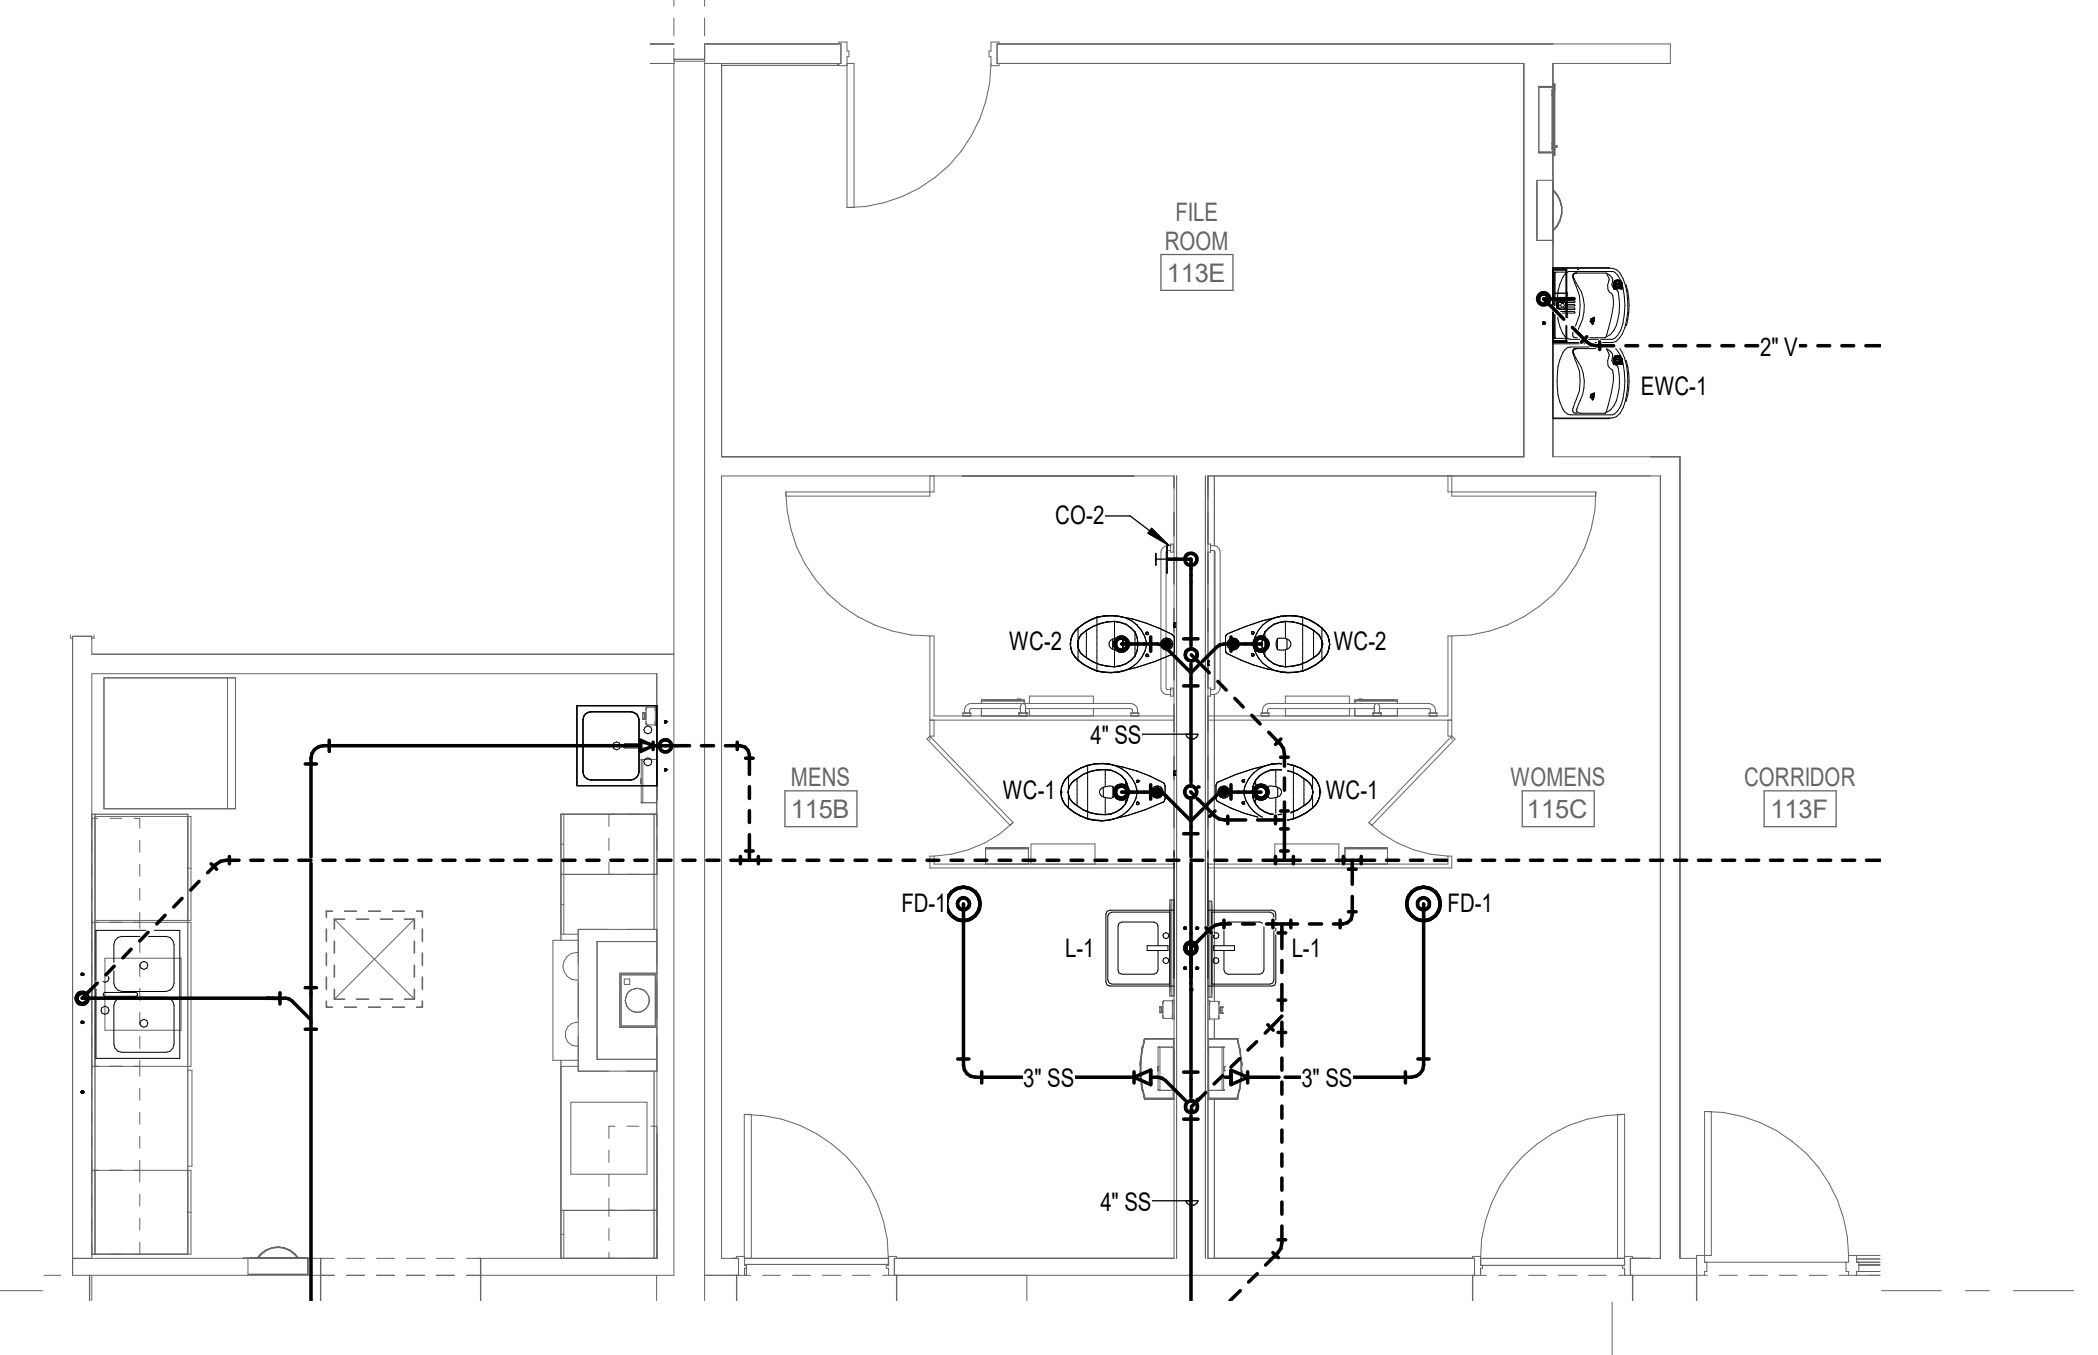 FILE
ROOM
113E
2" V
EWC-1
CO-2
WC-2
WC-2
4" SS
MENS
115B
WC-1
WC-1
WOMENS
115C
CORRIDOR
113F
FD-1
FD-1
L-1
L-1
3" SS
3" SS
4" SS